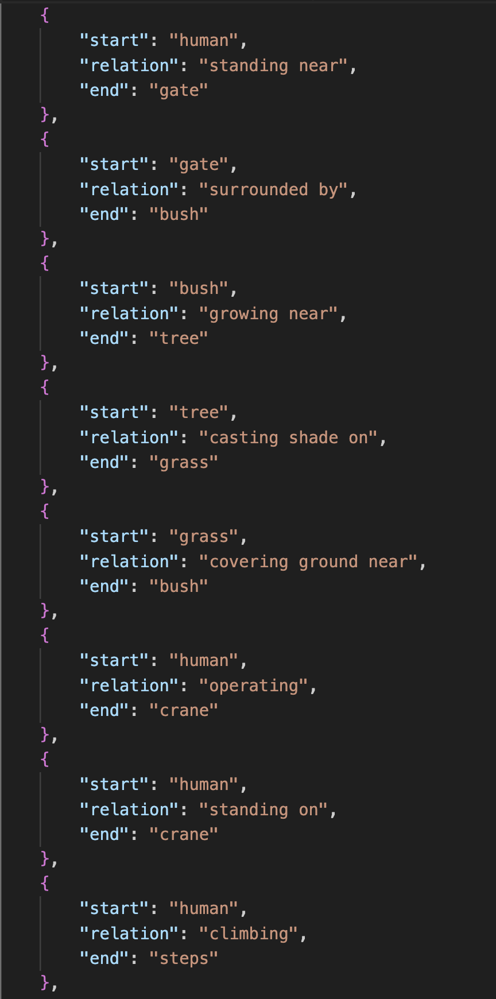 {
"start": "human",
"relation": "standing near",
"end": "gate"
},
{
"start": "gate",
"relation": "surrounded by",
"end": "bush"
},
{
"start": "bush",
"relation": "growing near",
"end": "tree"
},
{
"start": "tree",
"relation": "casting shade on",
"end": "grass"
},
{
"start": "grass",
"relation": "covering ground near",
"end": "bush"
},
{
"start": "human",
"relation": "operating",
"end": "crane"
},
{
"start": "human",
"relation": "standing on",
"end": "crane"
},
{
"start": "human",
"relation": "climbing",
"end": "steps"
},